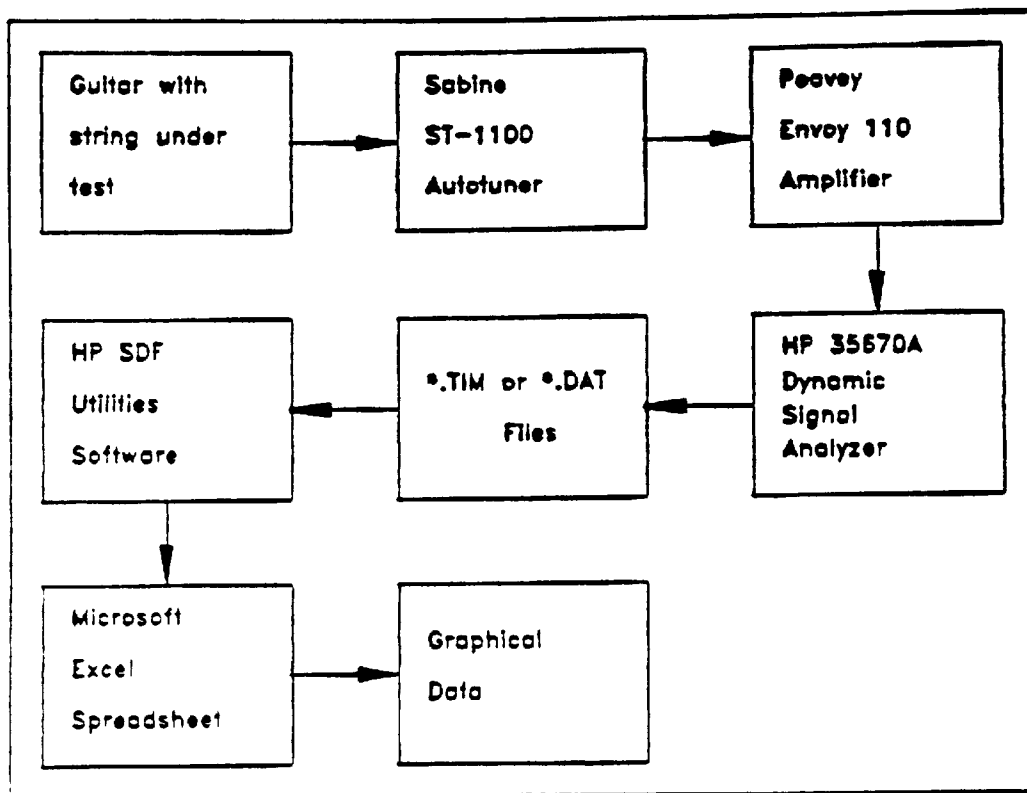 Guitar with
string under
test
Sabine
ST-1100
Autotuner
Peavey
Envoy 110
Amplifier
HP 35670A
Dynamic
Signal
Analyzer
*.TIM or *.DAT
Files
HP SDF
Utilities
Software
Microsoft
Excel
Spreadsheet
Graphical
Data